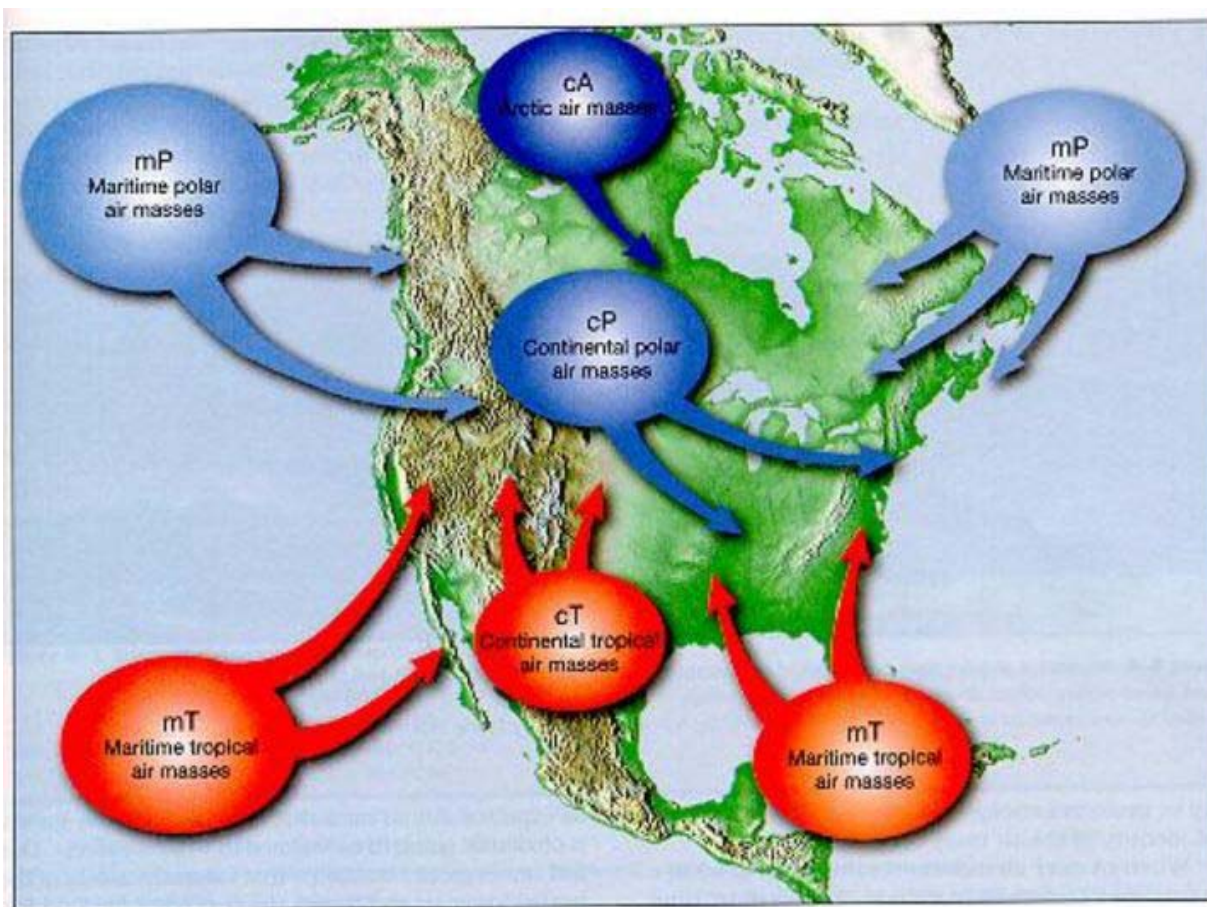 cA
Arctic air masses
mP
Maritime polar
air masses
mP
Maritime polar
air masses
cP
Continental polar
air masses
cT
Continental tropical
air masses
mT
Maritime tropical
air masses
mT
Maritime tropical
air masses